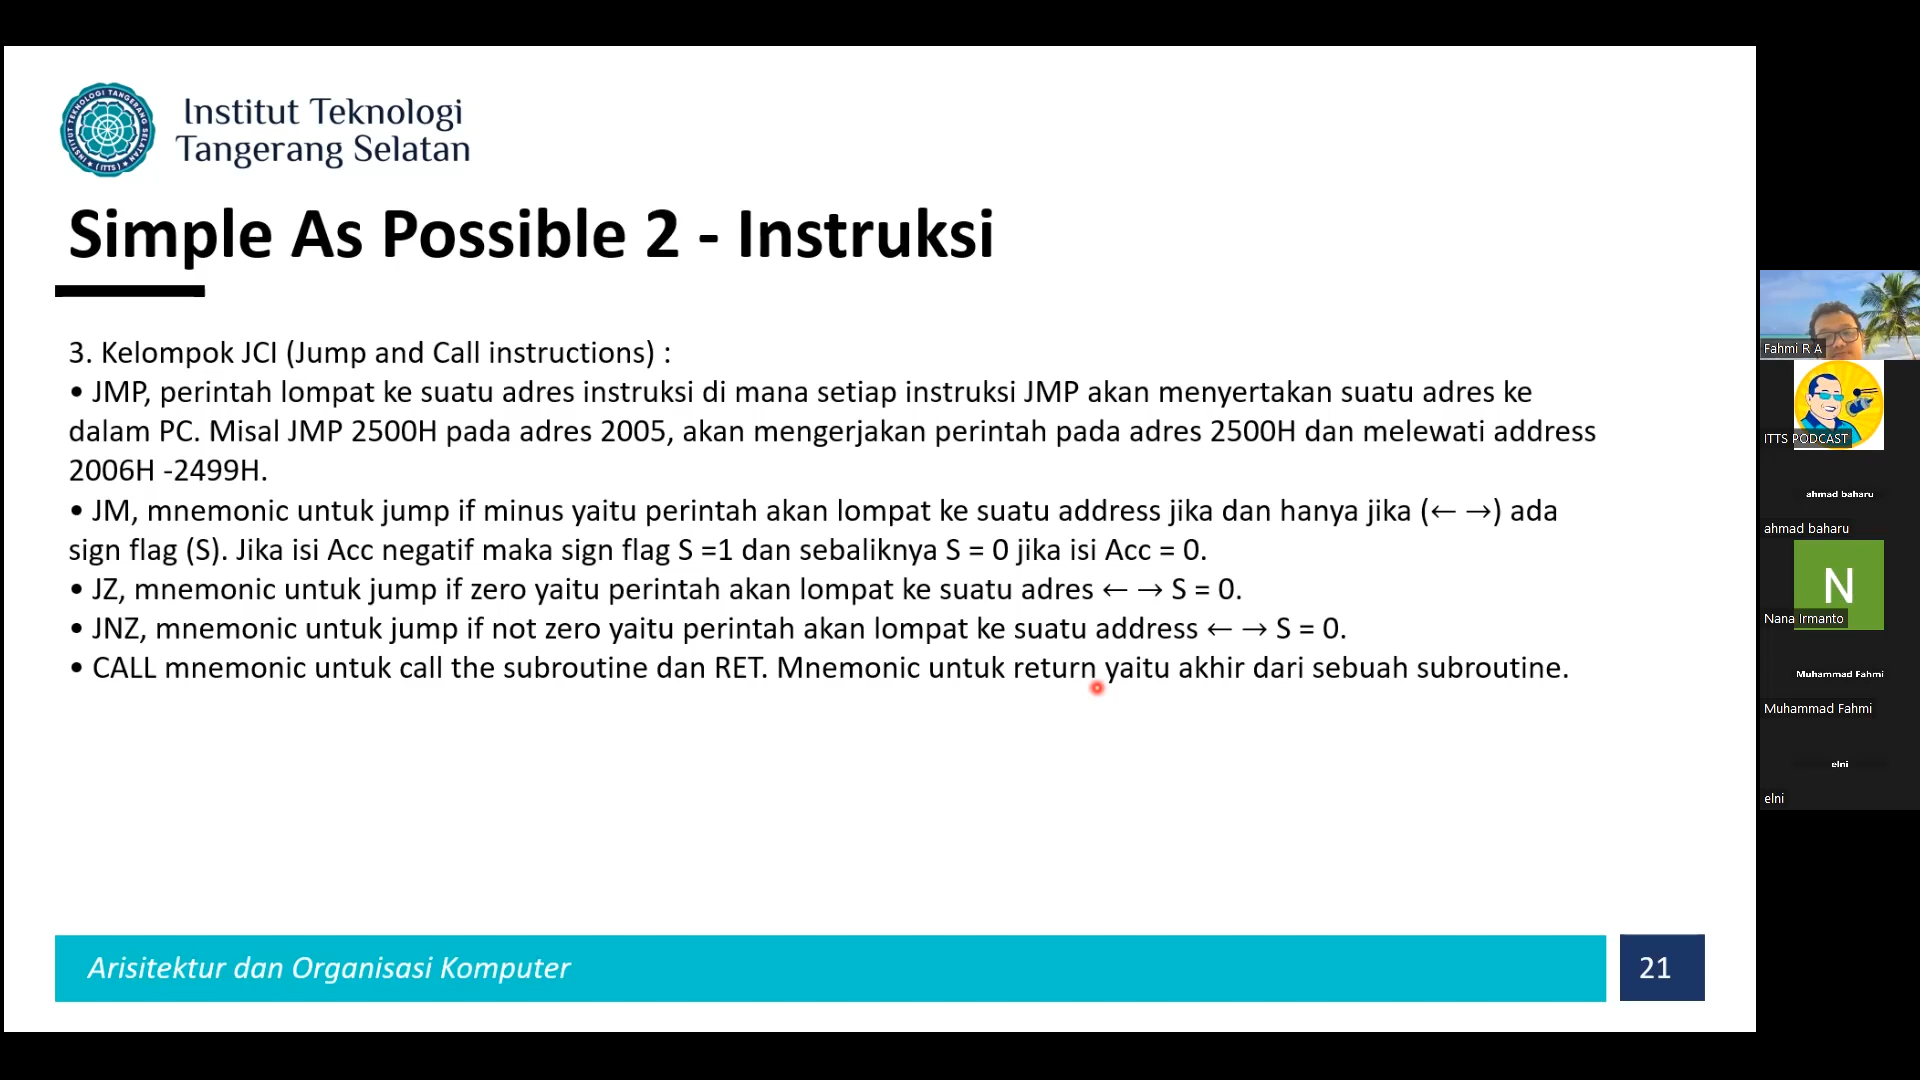 INSTITUT TEKNOLOGI TANGERANG SELATAN
(ITTS)
Institut Teknologi
Tangerang Selatan
Simple As Possible 2 - Instruksi
3. Kelompok JCI (Jump and Call instructions) :
• JMP, perintah lompat ke suatu adres instruksi di mana setiap instruksi JMP akan menyertakan suatu adres ke
dalam PC. Misal JMP 2500H pada adres 2005, akan mengerjakan perintah pada adres 2500H dan melewati address
2006H -2499H.
• JM, mnemonic untuk jump if minus yaitu perintah akan lompat ke suatu address jika dan hanya jika (← →) ada
sign flag (S). Jika isi Acc negatif maka sign flag S =1 dan sebaliknya S = 0 jika isi Acc = 0.
• JZ, mnemonic untuk jump if zero yaitu perintah akan lompat ke suatu adres ← → S = 0.
• JNZ, mnemonic untuk jump if not zero yaitu perintah akan lompat ke suatu address ← → S = 0.
• CALL mnemonic untuk call the subroutine dan RET. Mnemonic untuk return yaitu akhir dari sebuah subroutine.
Arisitektur dan Organisasi Komputer
21
Fahmi R A
ITTS PODCAST
ahmad baharu
ahmad baharu
N
Nana Irmanto
Muhammad Fahmi
Muhammad Fahmi
elni
elni